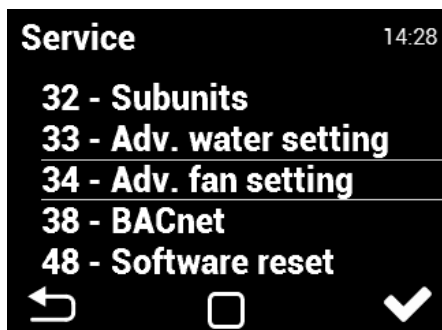 Service 14:28
32 - Subunits
33 - Adv. water setting
34 - Adv. fan setting
38 - BACnet
48 - Software reset